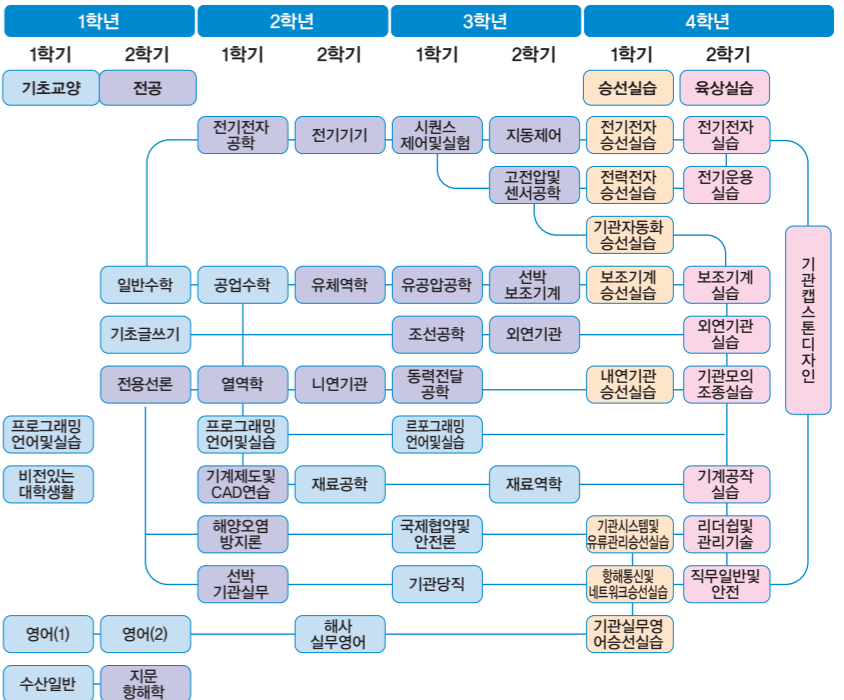 1학년 2학년 3학년 4학년
1학기 2학기 1학기 2학기 1학기 2학기 1학기 2학기
기초교양 전공 승선실습 육상실습
전기전자
공학
전기기기
시퀀스
제어및실험
지동제어
전기전자
승선실습
전기전자
실습
고전압및
센서공학
전력전자
승선실습
전기운용
실습
기관자동화
승선실습
기관캡스톤디자인
일반수학
공업수학
유체역학
유공압공학
선박
보조기계
보조기계
승선실습
보조기계
실습
기초글쓰기
조선공학
외연기관
외연기관
실습
전용선론
열역학
니연기관
동력전달
공학
내연기관
승선실습
기관모의
조종실습
프로그래밍
언어및실습
프로그래밍
언어및실습
르포그래밍
언어및실습
비전있는
대학생활
기계제도및
CAD연습
재료공학
재료역학
기계공작
실습
해양오염
방지론
국제협약및
안전론
기관시스템및
유류관리승선실습
리더쉽및
관리기술
선박
기관실무
기관당직
항해통신및
네트워크승선실습
직무일반및
안전
영어(1)
영어(2)
해사
실무영어
기관실무영
어승선실습
수산일반
지문
항해학